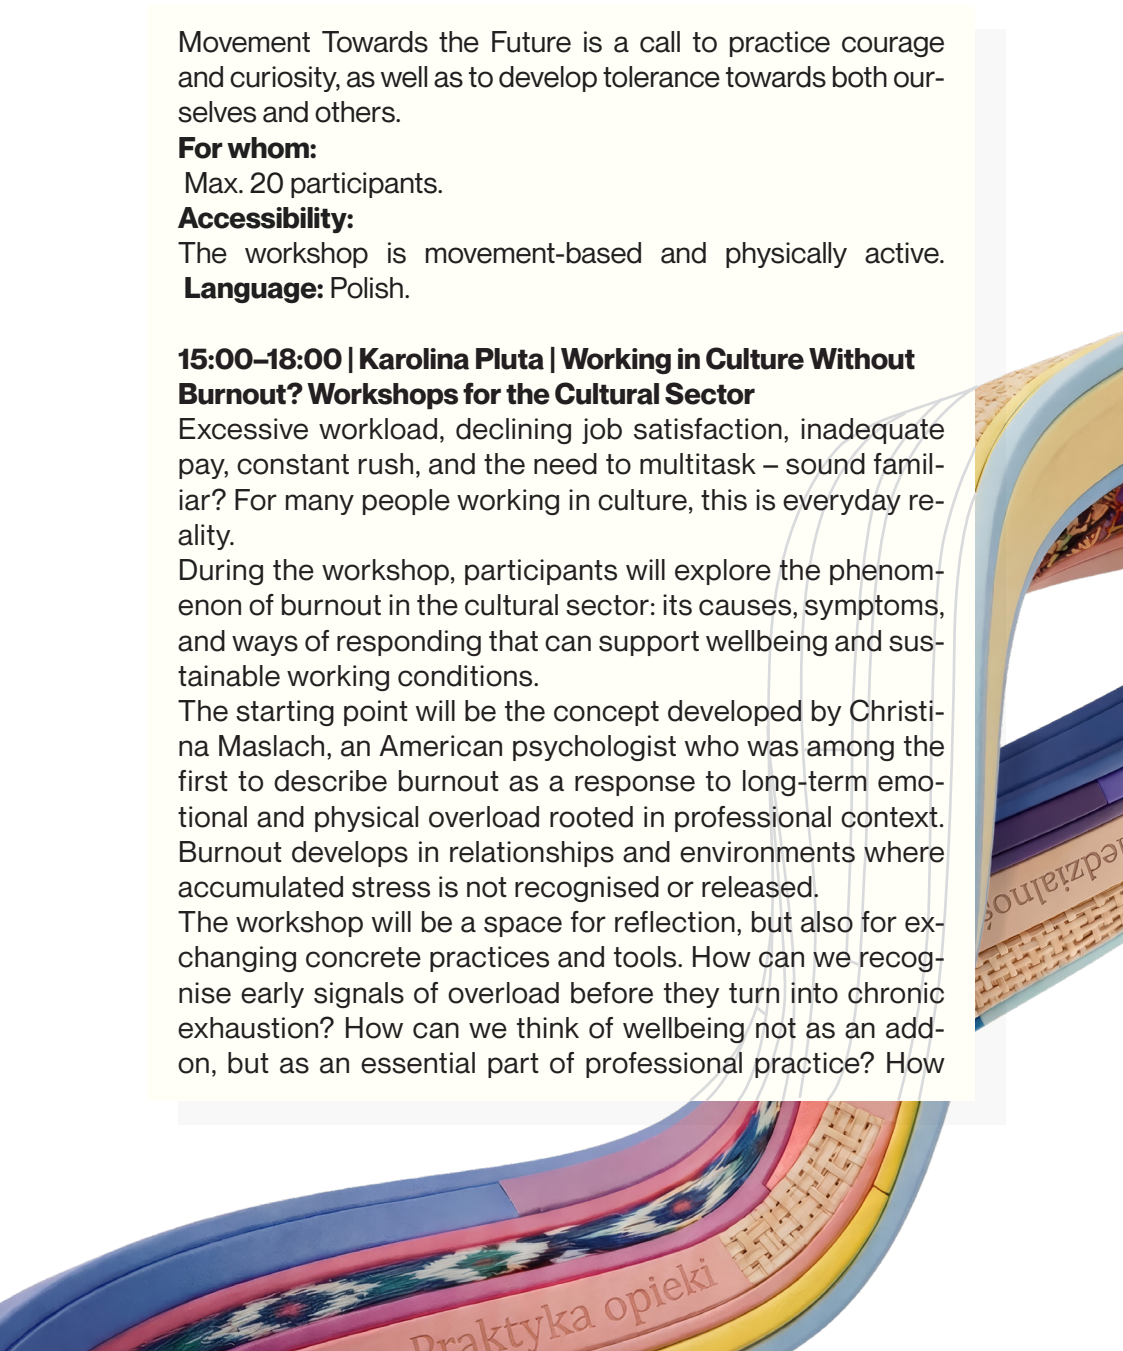 Movement Towards the Future is a call to practice courage
and curiosity, as well as to develop tolerance towards both our-
selves and others.
For whom:
Max. 20 participants.
Accessibility:
The workshop is movement-based and physically active.
Language: Polish.
15:00–18:00 | Karolina Pluta | Working in Culture Without
Burnout? Workshops for the Cultural Sector
Excessive workload, declining job satisfaction, inadequate
pay, constant rush, and the need to multitask – sound famil-
iar? For many people working in culture, this is everyday re-
ality.
During the workshop, participants will explore the phenom-
enon of burnout in the cultural sector: its causes, symptoms,
and ways of responding that can support wellbeing and sus-
tainable working conditions.
The starting point will be the concept developed by Christi-
na Maslach, an American psychologist who was among the
first to describe burnout as a response to long-term emo-
tional and physical overload rooted in professional context.
Burnout develops in relationships and environments where
accumulated stress is not recognised or released.
The workshop will be a space for reflection, but also for ex-
changing concrete practices and tools. How can we recog-
nise early signals of overload before they turn into chronic
exhaustion? How can we think of wellbeing not as an add-
on, but as an essential part of professional practice? How
Praktyka opieki